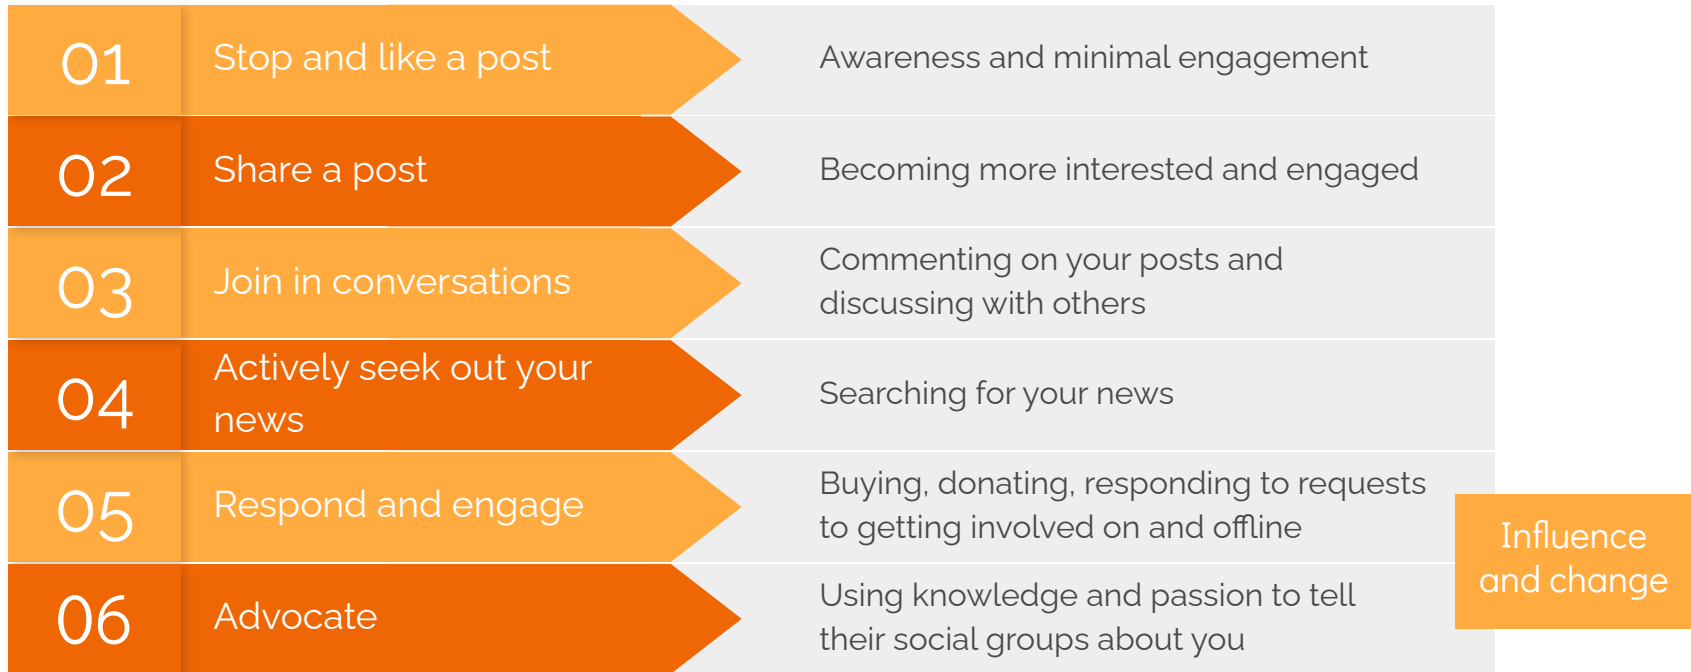 01
Stop and like a post
Awareness and minimal engagement
02
Share a post
Becoming more interested and engaged
03
Join in conversations
Commenting on your posts and
discussing with others
04
Actively seek out your
news
Searching for your news
05
Respond and engage
Buying, donating, responding to requests
to getting involved on and offline
Influence
and change
06
Advocate
Using knowledge and passion to tell
their social groups about you